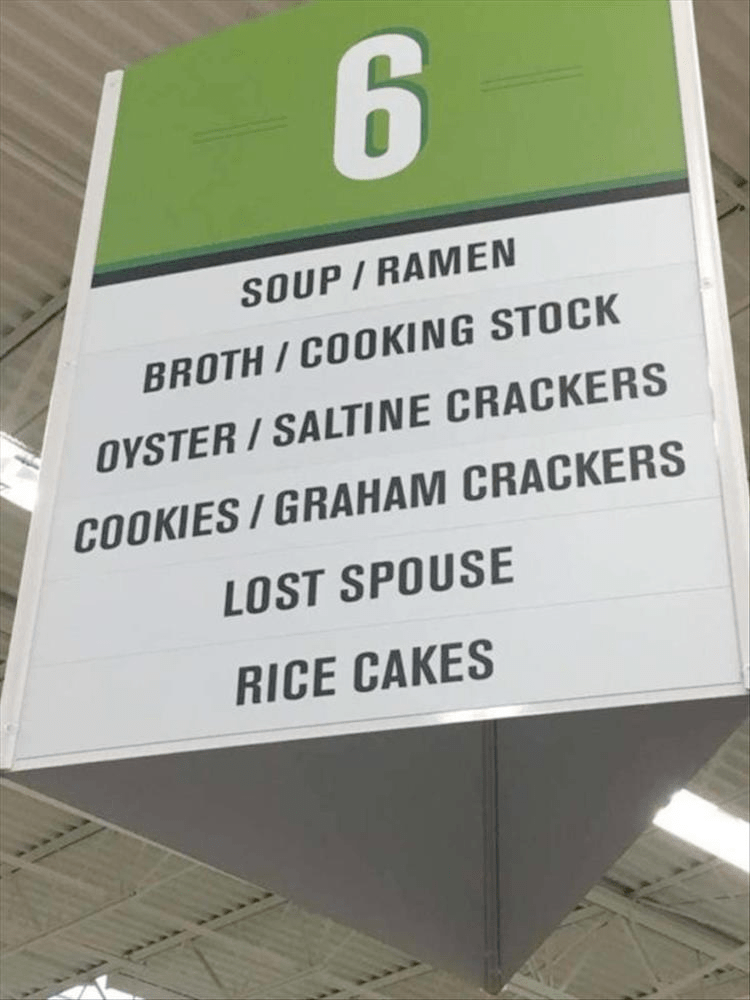 6
SOUP / RAMEN
BROTH / COOKING STOCK
OYSTER / SALTINE CRACKERS
COOKIES / GRAHAM CRACKERS
LOST SPOUSE
RICE CAKES